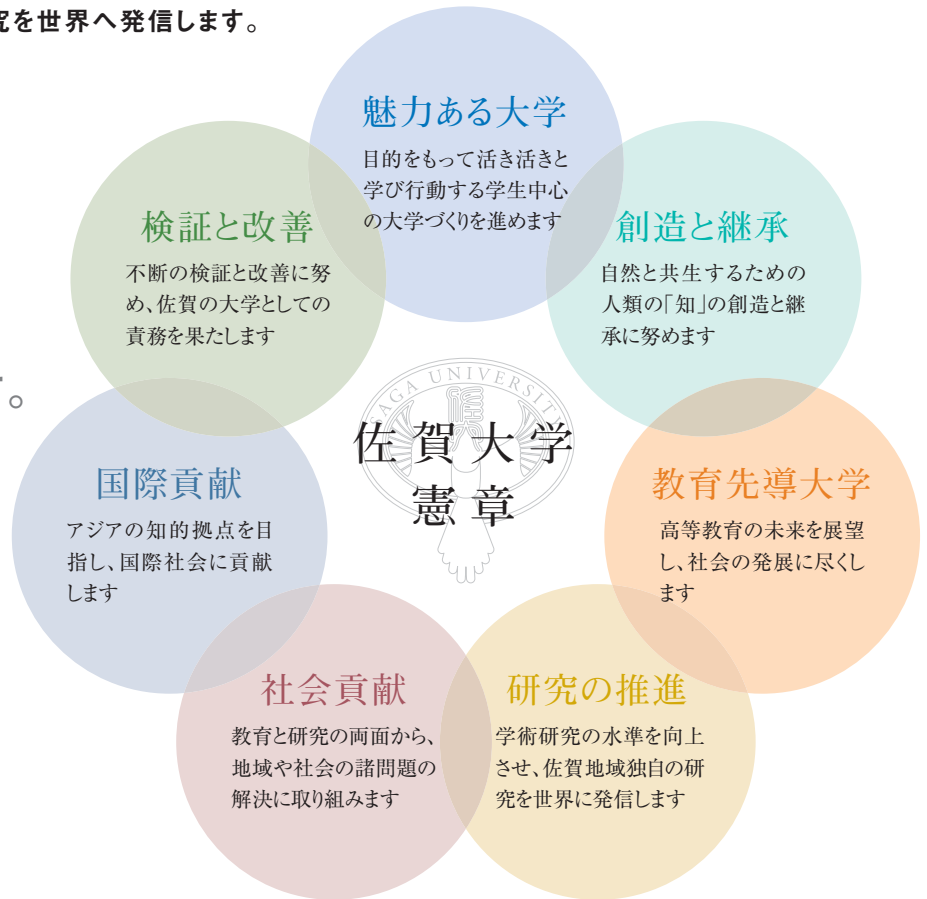 究を世界へ発信します。
魅力ある大学
目的をもって活き活きと
学び行動する学生中心
の大学づくりを進めます
検証と改善
不断の検証と改善に努
め、佐賀の大学としての
責務を果たします
創造と継承
自然と共生するための
人類の「知」の創造と継
承に努めます
。
SAGA UNIVERSITY
佐賀大学
憲章
国際貢献
アジアの知的拠点を目
指し、国際社会に貢献
します
教育先導大学
高等教育の未来を展望
し、社会の発展に尽くし
ます
社会貢献
教育と研究の両面から、
地域や社会の諸問題の
解決に取り組みます
研究の推進
学術研究の水準を向上
させ、佐賀地域独自の研
究を世界に発信します